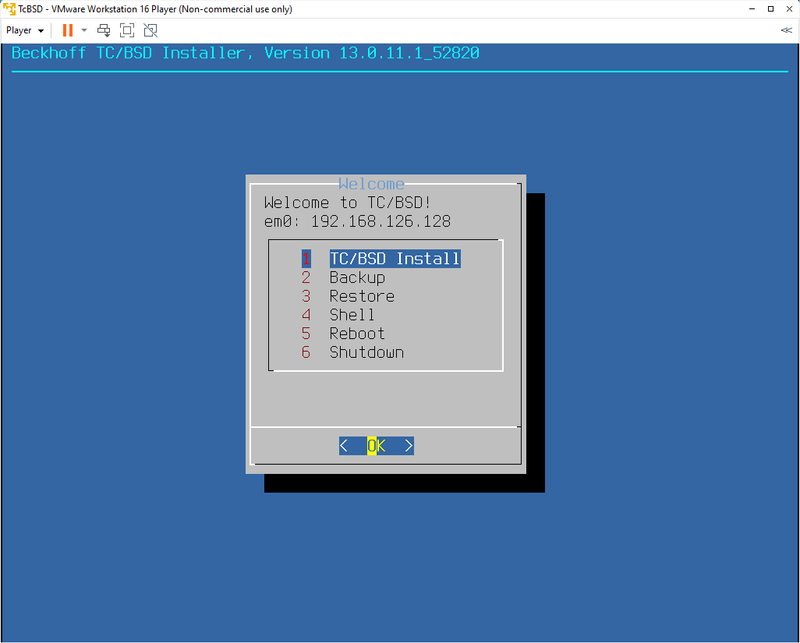 TcBSD - VMware Workstation 16 Player (Non-commercial use only)
Player
Beckhoff TC/BSD Installer, Version 13.0.11.1_52820
Welcome
Welcome to TC/BSD!
em0: 192.168.126.128
1 TC/BSD Install
2 Backup
3 Restore
4 Shell
5 Reboot
6 Shutdown
< OK >